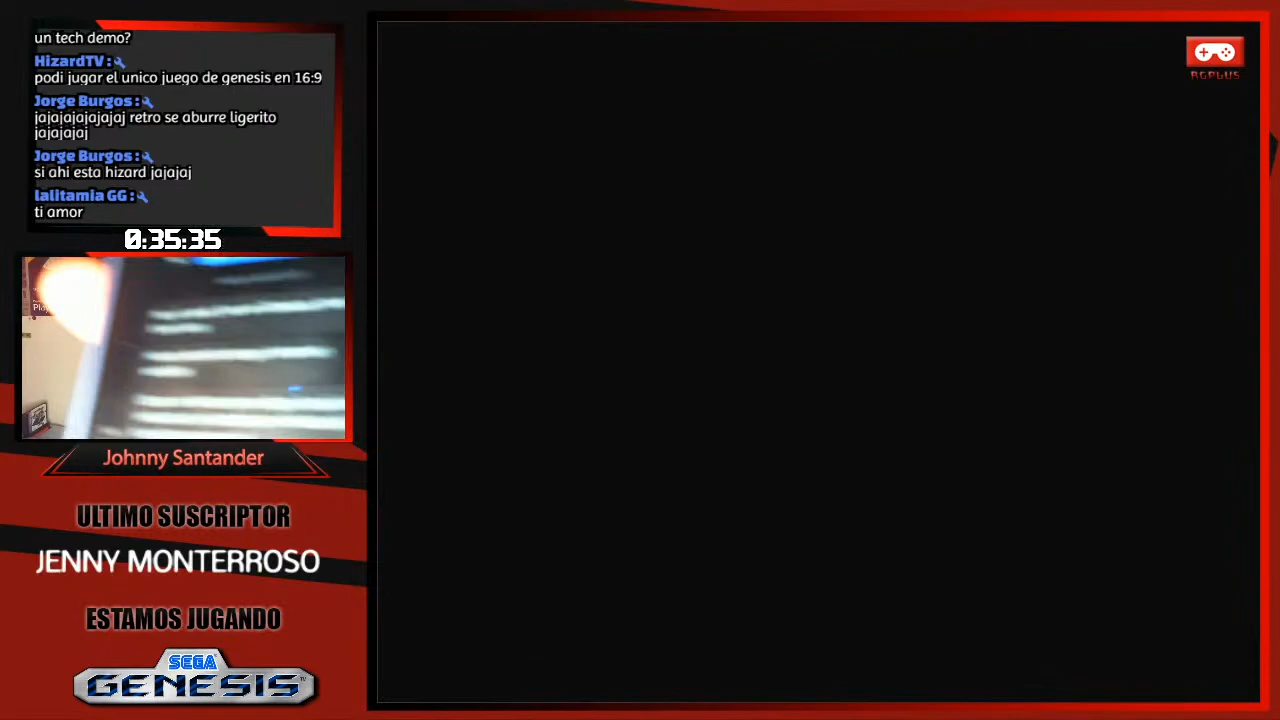 un tech demo?
HizardTV :
podi jugar el unico juego de genesis en 16:9
Jorge Burgos :
jajajajajajajaj retro se aburre ligerito
jajajajaj
Jorge Burgos :
si ahi esta hizard jajajaj
lalitamia GG :
ti amor
0:35:35
Johnny Santander
ULTIMO SUSCRIPTOR
JENNY MONTERROSO
ESTAMOS JUGANDO
SEGA
GENESIS
RGPLUS